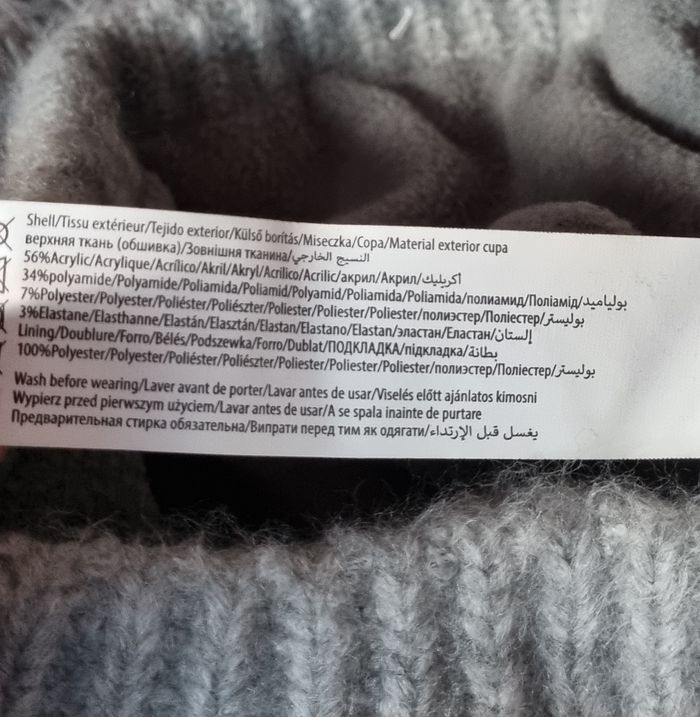 Shell/Tissu extérieur/Tejido exterior/Külső borítás/Miseczka/Copa/Material exterior cupa
верхняя ткань (обшивка)/Зовнішня тканина/النسيج الخارجي
56%Acrylic/Acrylique/Acrílico/Akril/Akryl/Acrilico/Acrilic/акрил/Акрил/أكريليك
34%polyamide/Polyamide/Poliamida/Poliamid/Polyamid/Poliamida/Poliamida/полиамид/Поліамід/بولياميد
7%Polyester/Polyester/Poliéster/Poliészter/Poliester/Poliester/Poliester/полиэстер/Поліестер/بوليستر
3%Elastane/Elasthanne/Elastán/Elasztán/Elastan/Elastano/Elastan/эластан/Еластан/إلستان
Lining/Doublure/Forro/Bélés/Podszewka/Forro/Dublat/ПОДКЛАДКА/підкладка/بطانة
100%Polyester/Polyester/Poliéster/Poliészter/Poliester/Poliester/Poliester/полиэстер/Поліестер/بوليستر
Wash before wearing/Laver avant de porter/Lavar antes de usar/Viselés előtt ajánlatos kimosni
Wypierz przed pierwszym użyciem/Lavar antes de usar/A se spala inainte de purtare
Предварительная стирка обязательна/Випрати перед тим як одягати/يغسل قبل الإرتداء